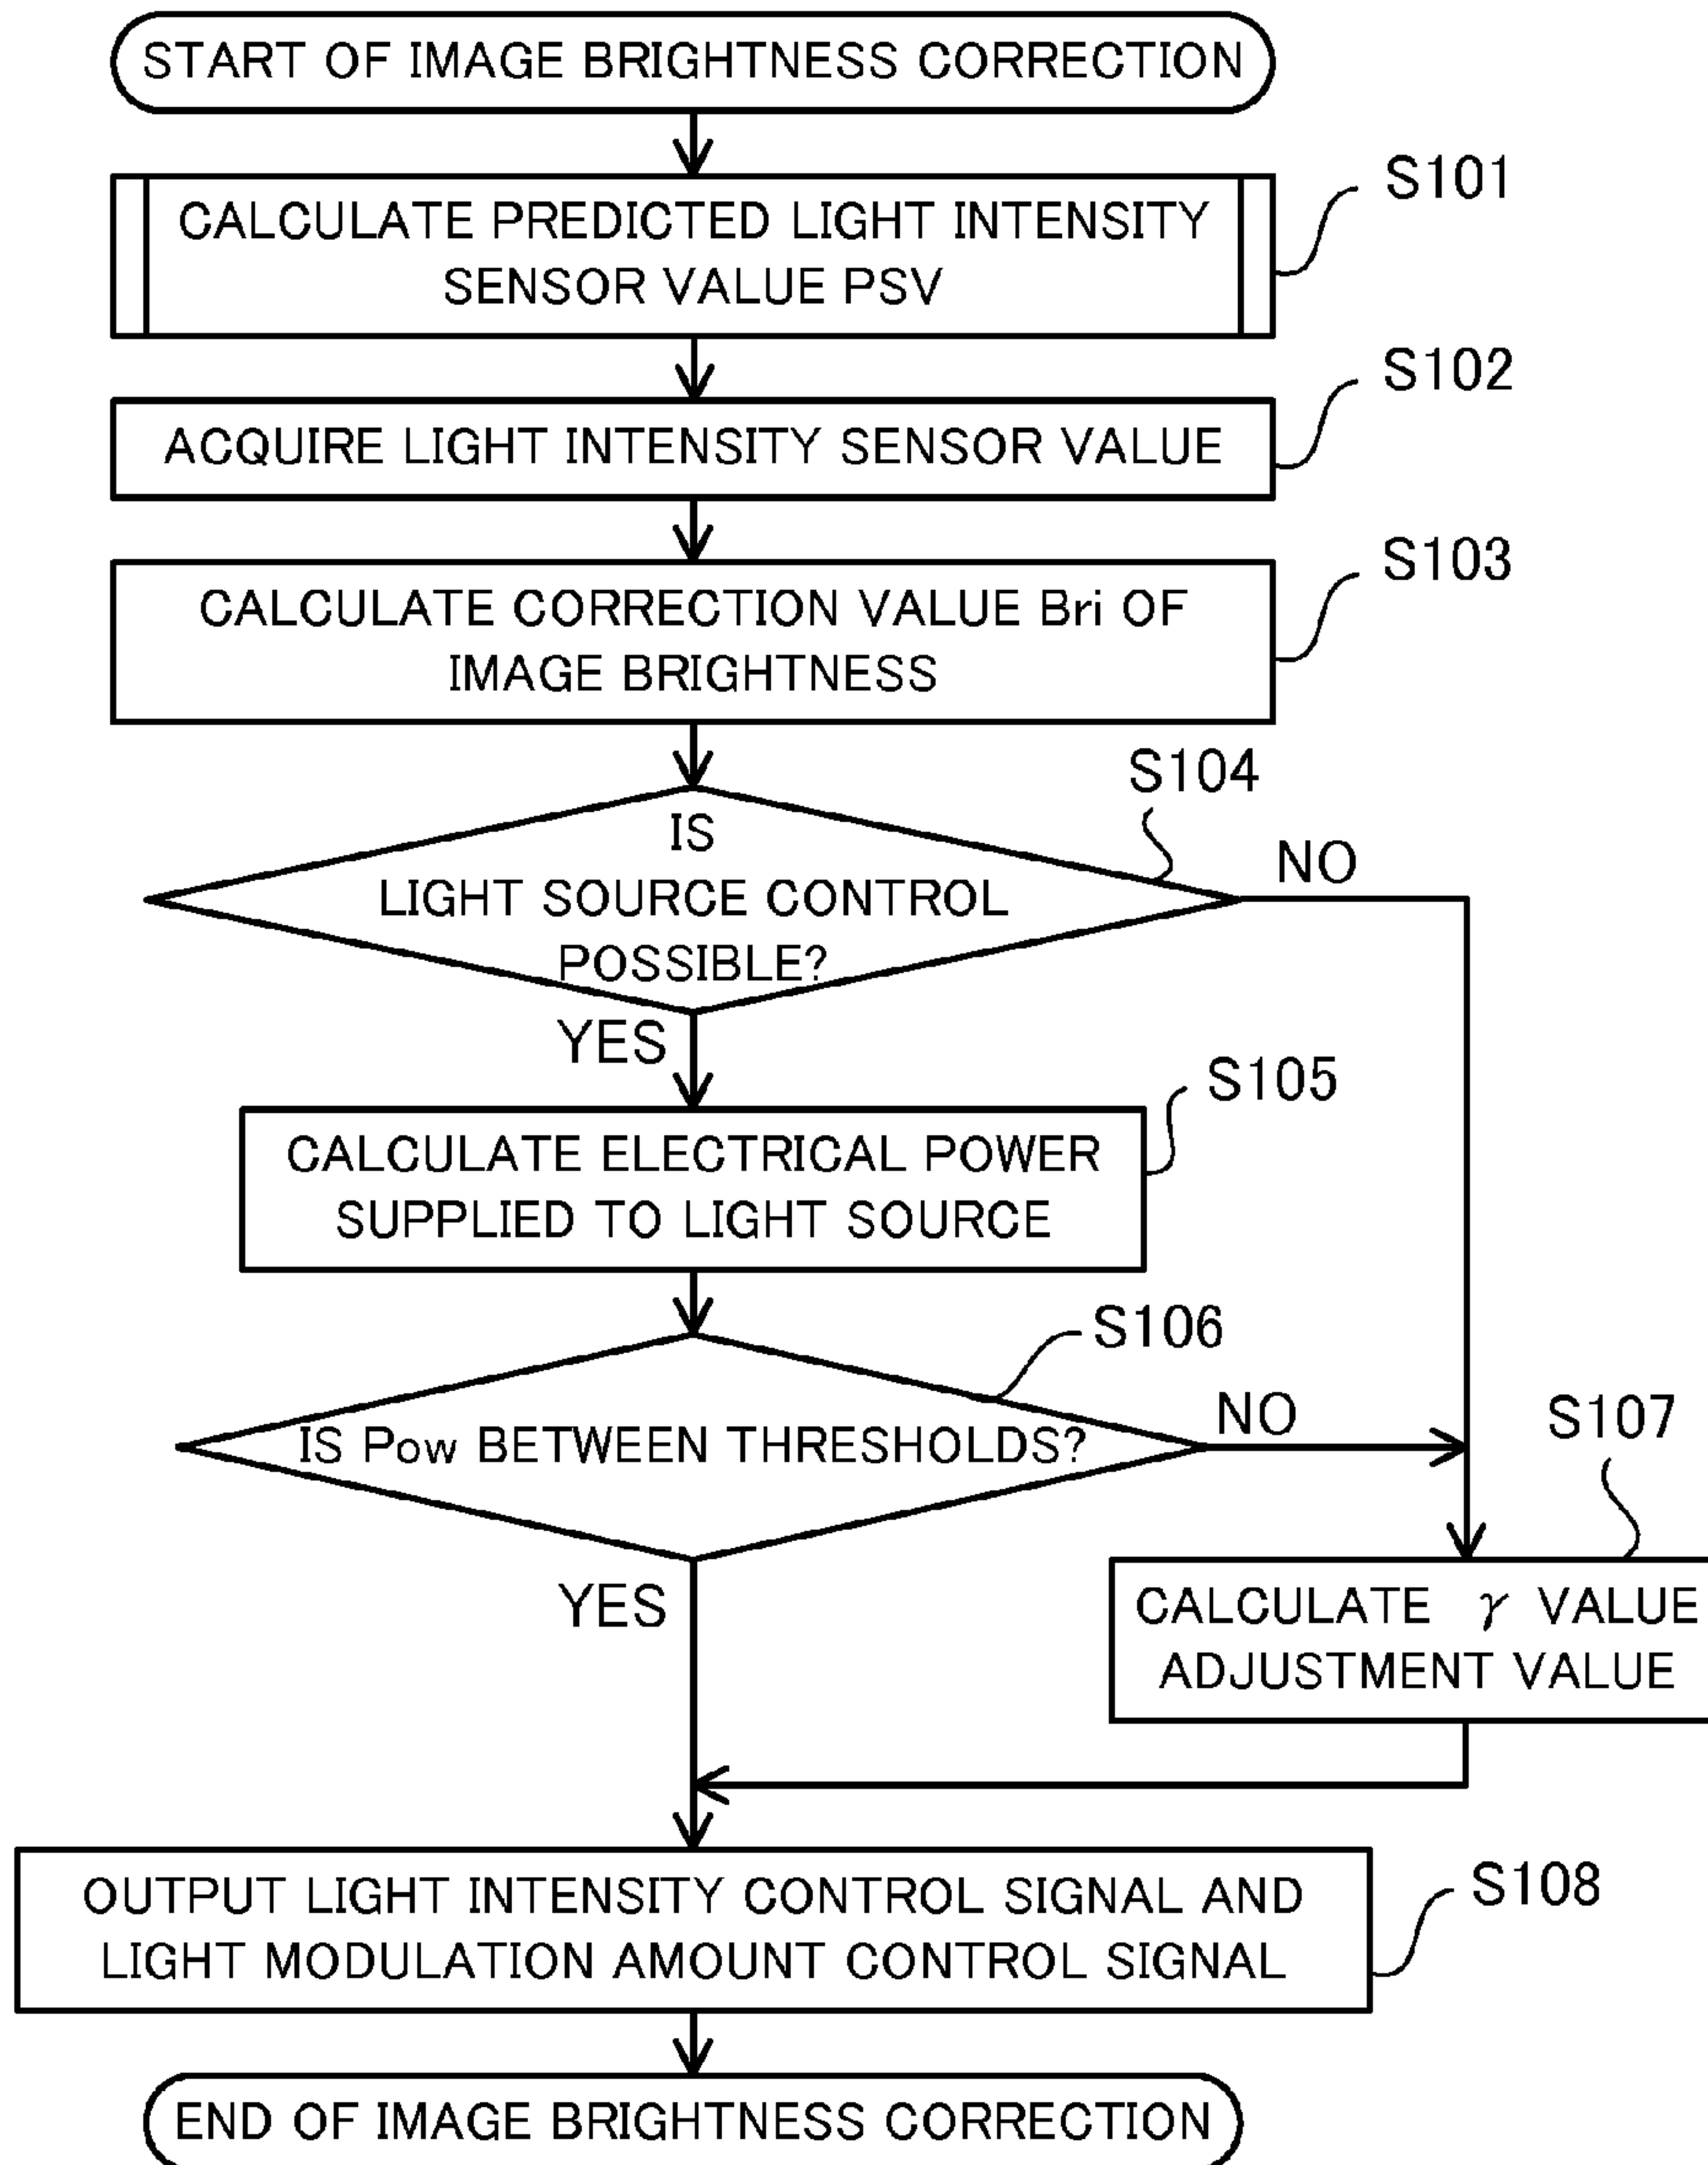 START OF IMAGE BRIGHTNESS CORRECTION
S101
CALCULATE PREDICTED LIGHT INTENSITY
SENSOR VALUE PSV
S102
ACQUIRE LIGHT INTENSITY SENSOR VALUE
S103
CALCULATE CORRECTION VALUE Bri OF
IMAGE BRIGHTNESS
S104
IS
LIGHT SOURCE CONTROL
POSSIBLE?
NO
YES
S105
CALCULATE ELECTRICAL POWER
SUPPLIED TO LIGHT SOURCE
S106
IS Pow BETWEEN THRESHOLDS?
NO
YES
S107
CALCULATE γ VALUE
ADJUSTMENT VALUE
S108
OUTPUT LIGHT INTENSITY CONTROL SIGNAL AND
LIGHT MODULATION AMOUNT CONTROL SIGNAL
END OF IMAGE BRIGHTNESS CORRECTION